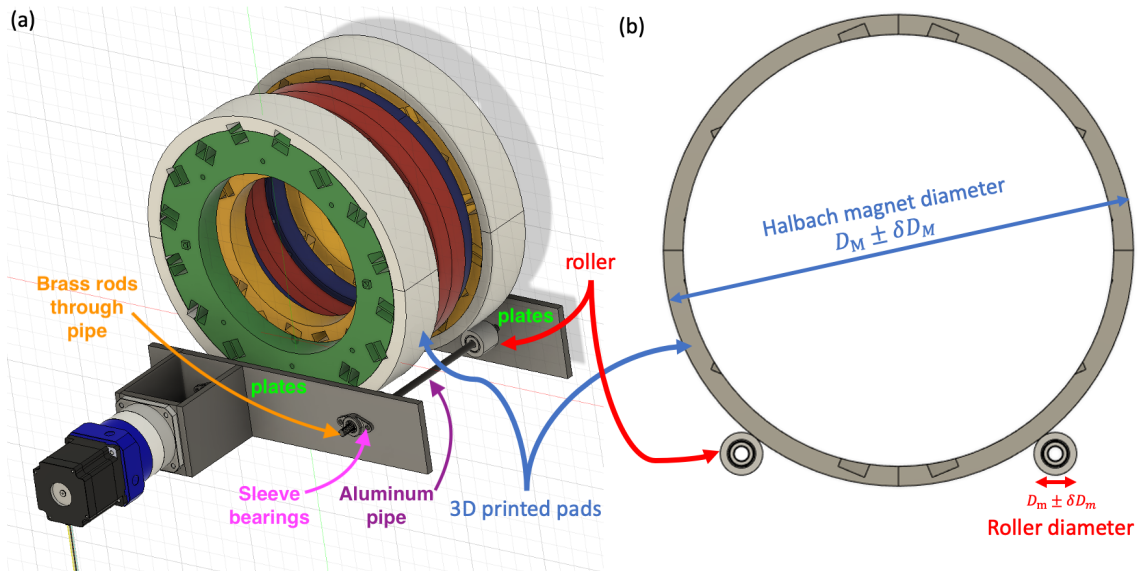 (a)
(b)
Halbach magnet diameter
D_M ± δD_M
roller
Brass rods
through
pipe
plates
plates
Sleeve
bearings
Aluminum
pipe
3D printed pads
D_m ± δD_m
Roller diameter